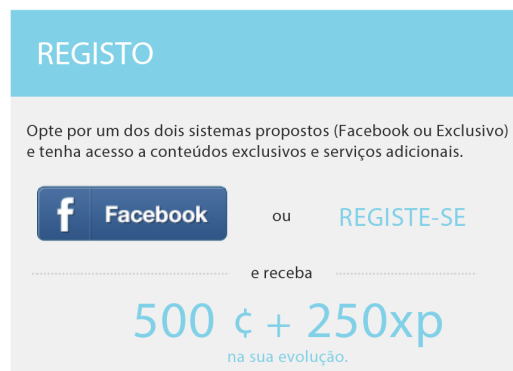 REGISTO
Opte por um dos dois sistemas propostos (Facebook ou Exclusivo)
e tenha acesso a conteúdos exclusivos e serviços adicionais.
f Facebook ou REGISTE-SE
e receba
500 ¢ + 250xp
na sua evolução.